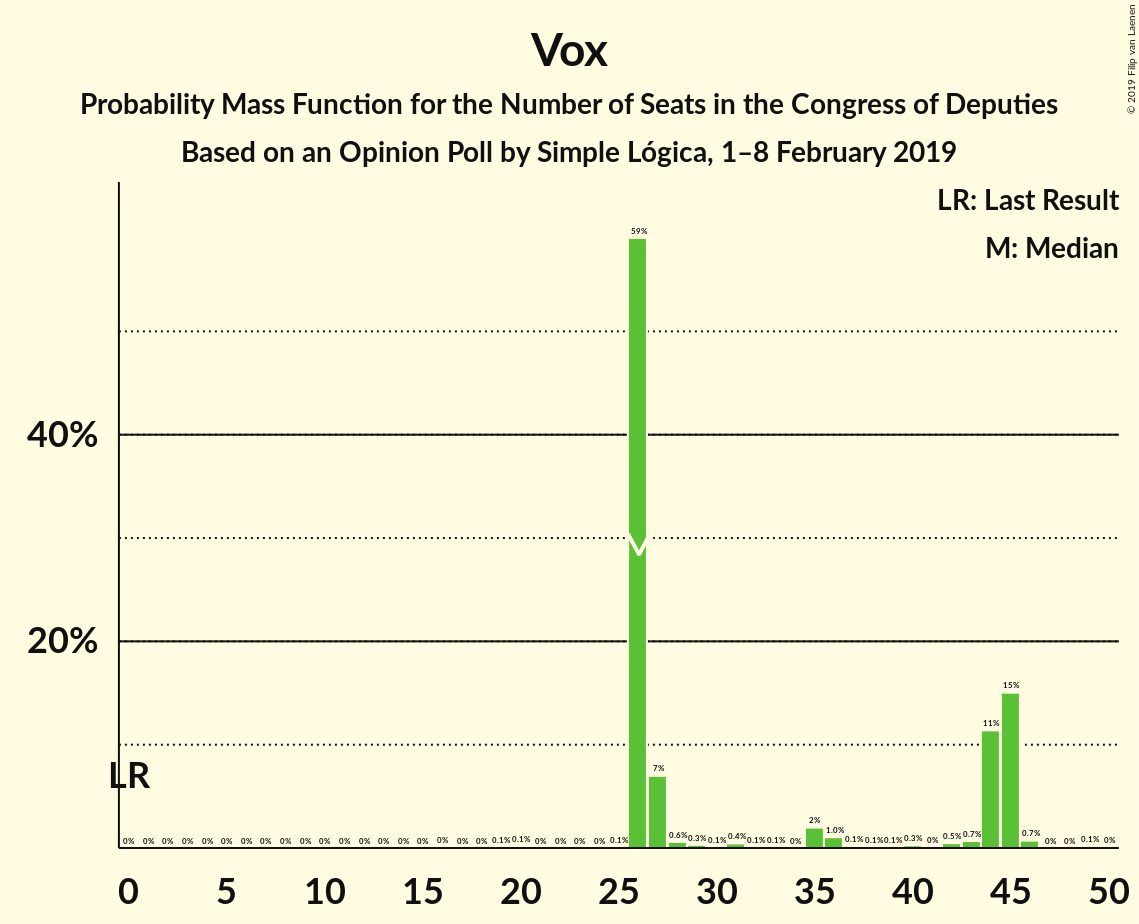 © 2019 Filip van Laenen
Vox
Probability Mass Function for the Number of Seats in the Congress of Deputies
Based on an Opinion Poll by Simple Lógica, 1–8 February 2019
LR: Last Result
M: Median
59%
40%
20%
15%
11%
LR
7%
2%
1.0%
0% 0% 0% 0% 0% 0% 0% 0% 0% 0% 0% 0% 0% 0% 0% 0% 0% 0% 0% 0.1% 0.1% 0% 0% 0% 0% 0.1% 0.6% 0.3% 0.1% 0.4% 0.1% 0.1% 0% 0.1% 0.1% 0.1% 0.3% 0% 0.5% 0.7% 0.7% 0% 0% 0.1% 0%
0 5 10 15 20 25 30 35 40 45 50